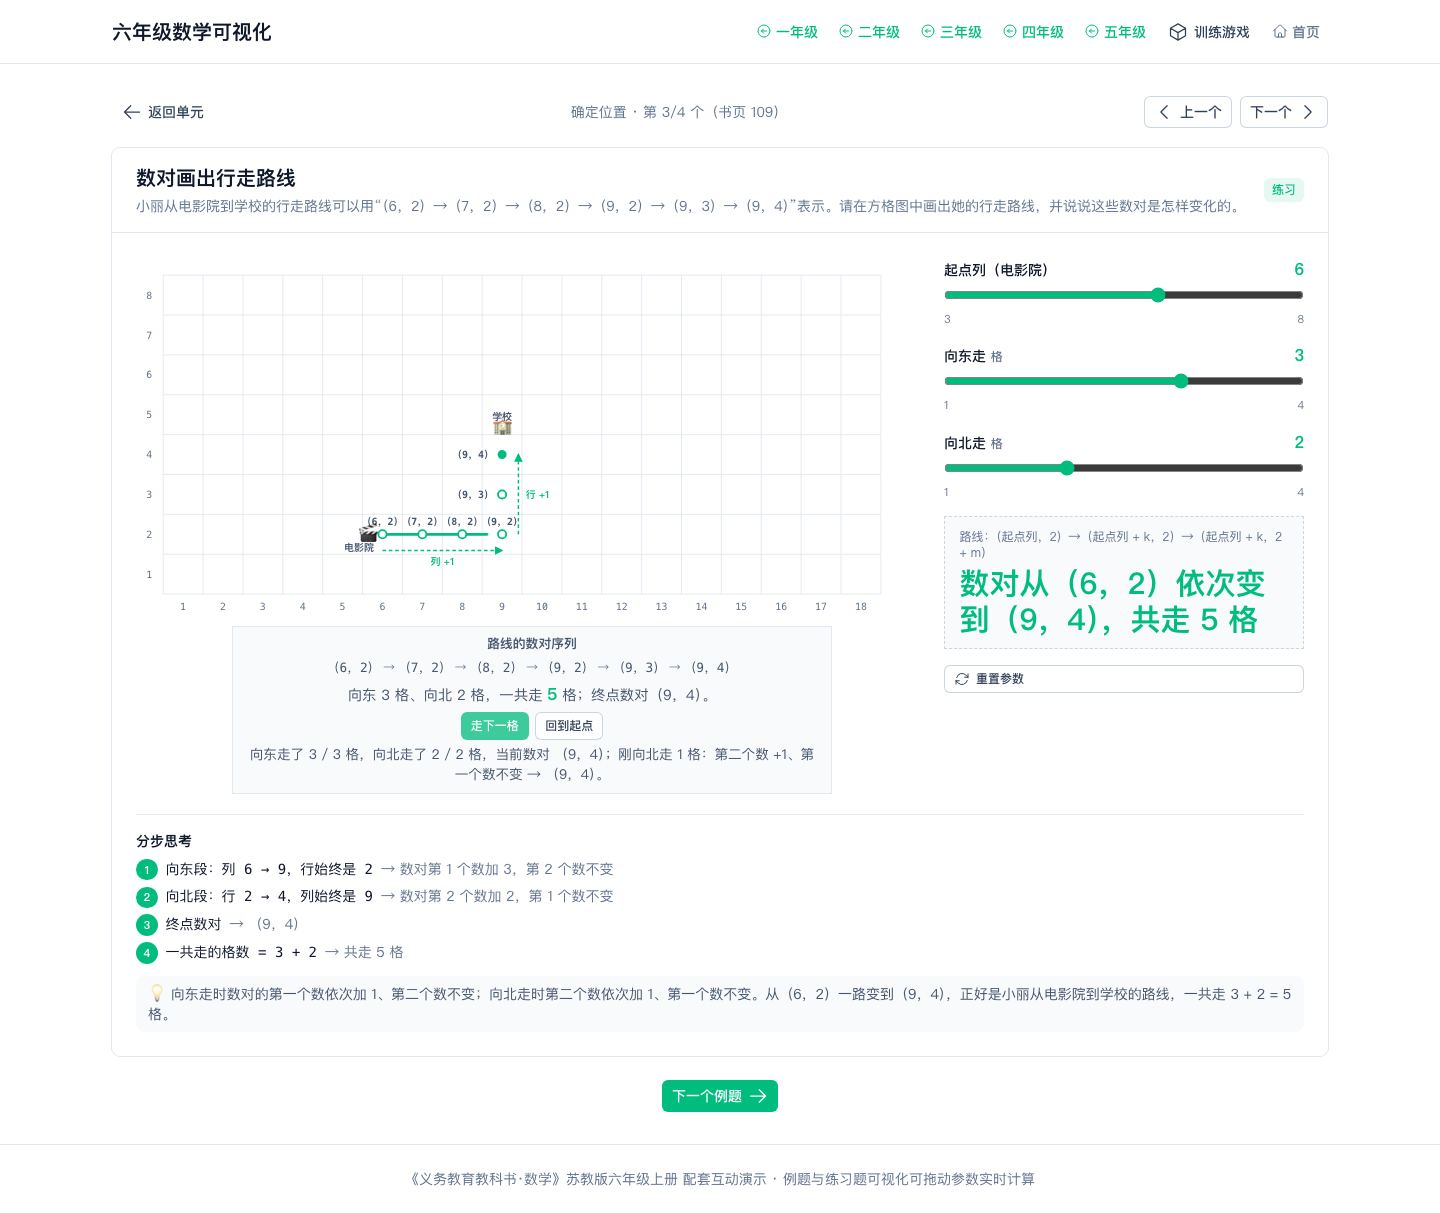 六年级数学可视化
一年级 二年级 三年级 四年级 五年级 训练游戏 首页
返回单元
确定位置 · 第 3/4 个（书页 109）
上一个 下一个
数对画出行走路线
小丽从电影院到学校的行走路线可以用“（6，2）→（7，2）→（8，2）→（9，2）→（9，3）→（9，4）”表示。请在方格图中画出她的行走路线，并说说这些数对是怎样变化的。
练习
8
7
6
5
4
3
2
1
学校
（9，4）
（9，3）
行 +1
（6，2）（7，2）（8，2）（9，2）
电影院
列 +1
1 2 3 4 5 6 7 8 9 10 11 12 13 14 15 16 17 18
路线的数对序列
（6，2）→（7，2）→（8，2）→（9，2）→（9，3）→（9，4）
向东 3 格、向北 2 格，一共走 5 格；终点数对（9，4）。
走下一格 回到起点
向东走了 3 / 3 格，向北走了 2 / 2 格，当前数对 （9，4）；刚向北走 1 格：第二个数 +1、第
一个数不变 → （9，4）。
起点列（电影院） 6
3 8
向东走 格 3
1 4
向北走 格 2
1 4
路线：（起点列，2）→（起点列 + k，2）→（起点列 + k，2
+ m）
数对从（6，2）依次变
到（9，4），共走 5 格
重置参数
分步思考
1 向东段：列 6 → 9，行始终是 2 → 数对第 1 个数加 3，第 2 个数不变
2 向北段：行 2 → 4，列始终是 9 → 数对第 2 个数加 2，第 1 个数不变
3 终点数对 → （9，4）
4 一共走的格数 = 3 + 2 → 共走 5 格
💡 向东走时数对的第一个数依次加 1、第二个数不变；向北走时第二个数依次加 1、第一个数不变。从（6，2）一路变到（9，4），正好是小丽从电影院到学校的路线，一共走 3 + 2 = 5
格。
下一个例题
《义务教育教科书·数学》苏教版六年级上册 配套互动演示 · 例题与练习题可视化可拖动参数实时计算